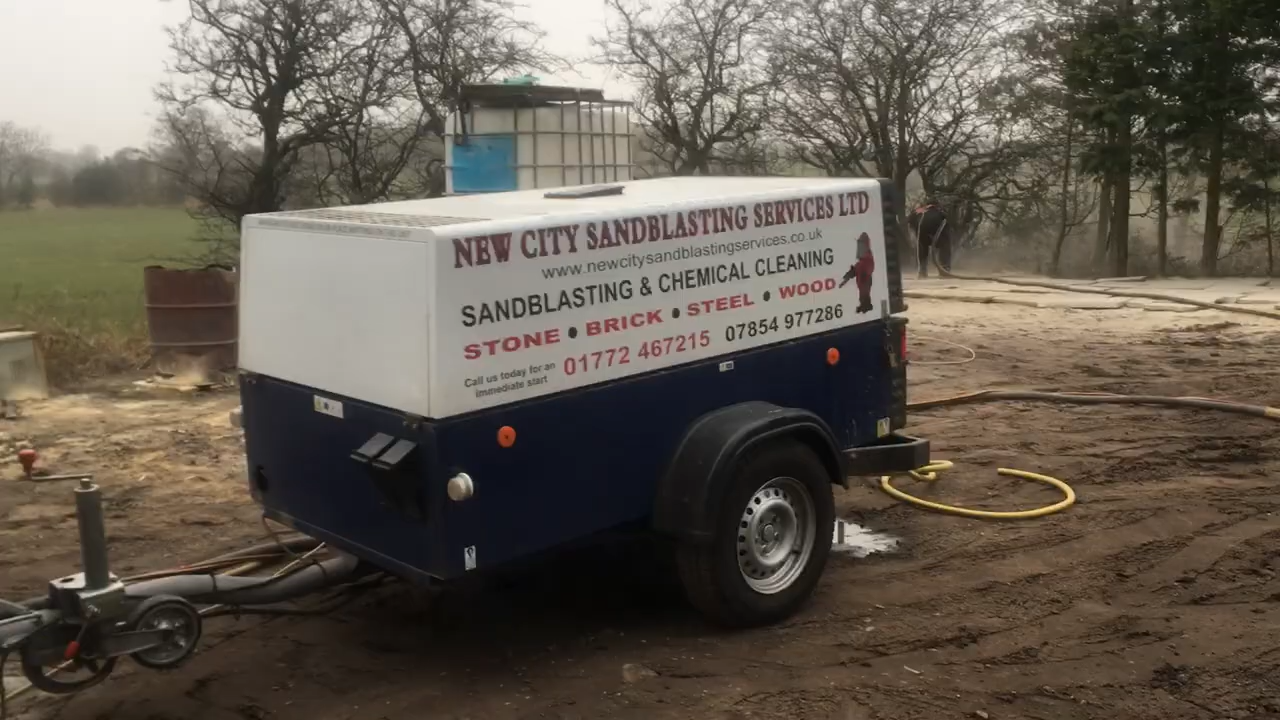 NEW CITY SANDBLASTING SERVICES LTD
www.newcitysandblastingservices.co.uk
SANDBLASTING & CHEMICAL CLEANING
STONE • BRICK • STEEL • WOOD
Call us today for an
immediate start
01772 467215 07854 977286